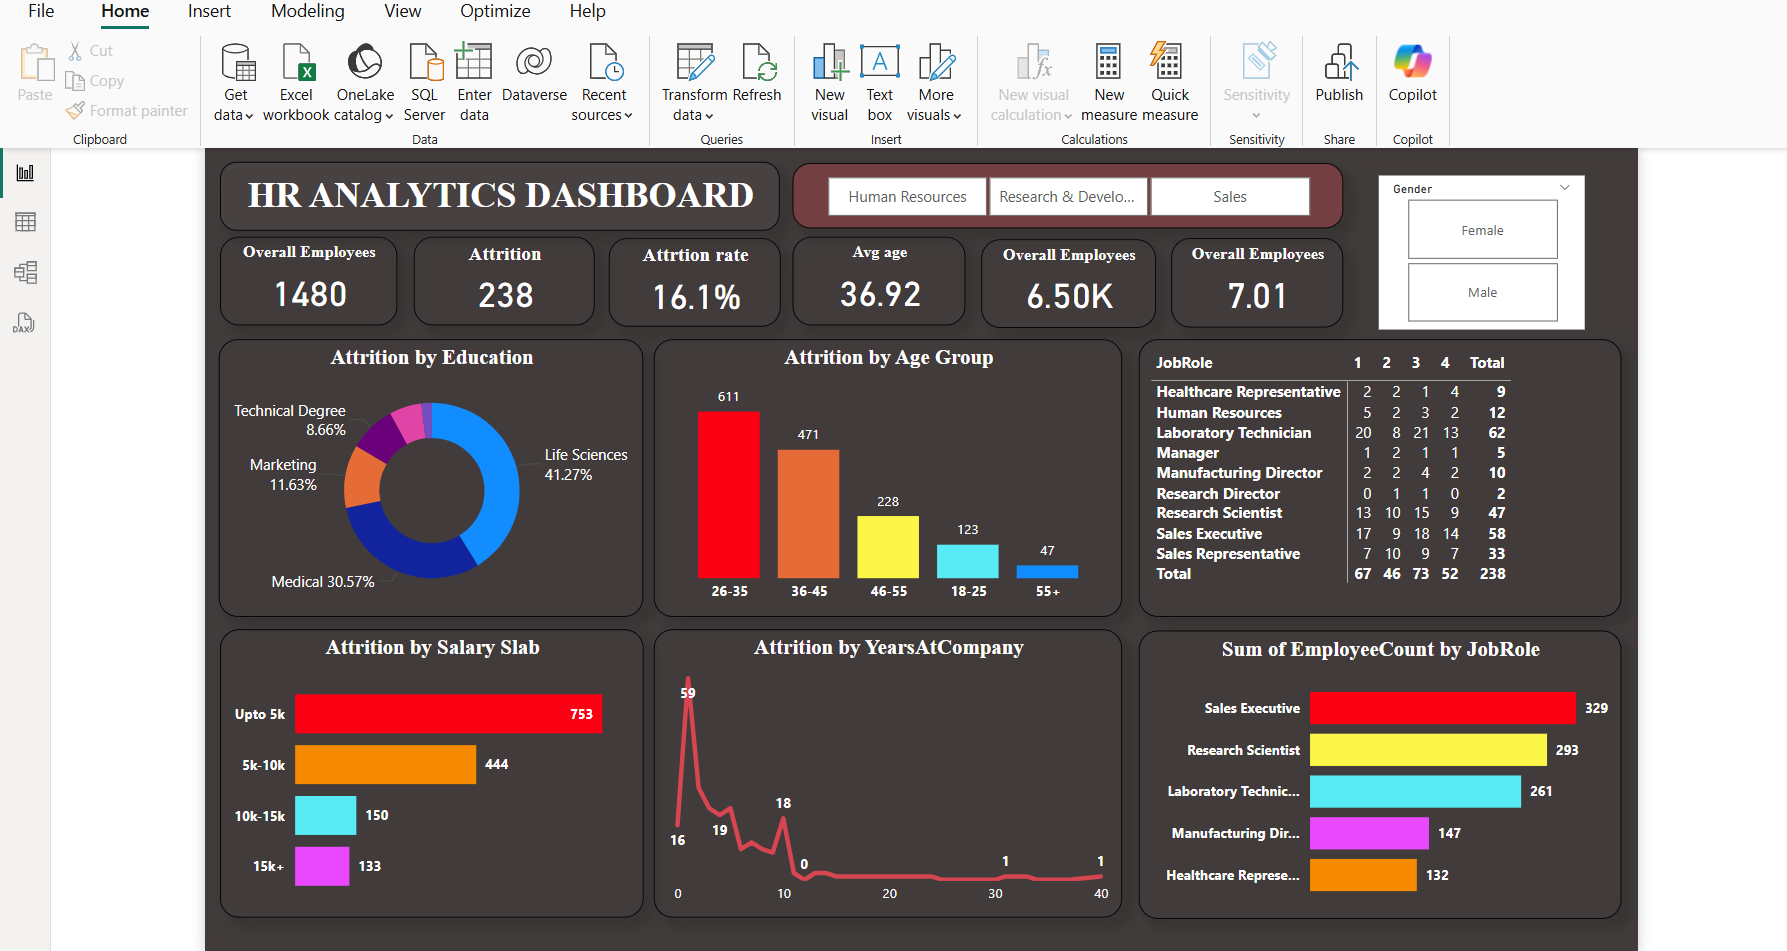 File Home Insert Modeling View Optimize Help
Paste
Cut
Copy
Format painter
Clipboard
Get data
Excel workbook
OneLake catalog
SQL Server
Enter data
Dataverse
Recent sources
Data
Transform data
Refresh
Queries
New visual
Text box
More visuals
Insert
New visual calculation
New measure
Quick measure
Calculations
Sensitivity
Sensitivity
Publish
Share
Copilot
Copilot
DAX
HR ANALYTICS DASHBOARD
Human Resources
Research & Develo...
Sales
Gender
Female
Male
Overall Employees
1480
Attrition
238
Attrtion rate
16.1%
Avg age
36.92
Overall Employees
6.50K
Overall Employees
7.01
Attrition by Education
Technical Degree
8.66%
Marketing
11.63%
Life Sciences
41.27%
Medical 30.57%
Attrition by Age Group
611
471
228
123
47
26-35 36-45 46-55 18-25 55+
JobRole 1 2 3 4 Total
Healthcare Representative 2 2 1 4 9
Human Resources 5 2 3 2 12
Laboratory Technician 20 8 21 13 62
Manager 1 2 1 1 5
Manufacturing Director 2 2 4 2 10
Research Director 0 1 1 0 2
Research Scientist 13 10 15 9 47
Sales Executive 17 9 18 14 58
Sales Representative 7 10 9 7 33
Total 67 46 73 52 238
Attrition by Salary Slab
Upto 5k 753
5k-10k 444
10k-15k 150
15k+ 133
Attrition by YearsAtCompany
59
18
19
16
0
1
1
0 10 20 30 40
Sum of EmployeeCount by JobRole
Sales Executive 329
Research Scientist 293
Laboratory Technic... 261
Manufacturing Dir... 147
Healthcare Represe... 132